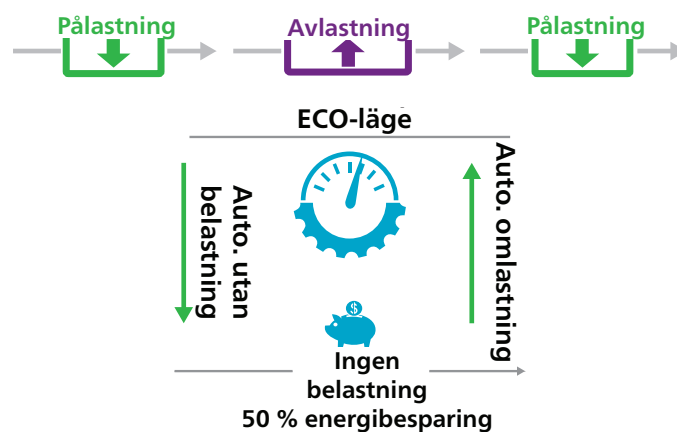 Pålastning
Avlastning
Pålastning
ECO-läge
Auto. utan
belastning
Auto. omlastning
$
Ingen
belastning
50 % energibesparing